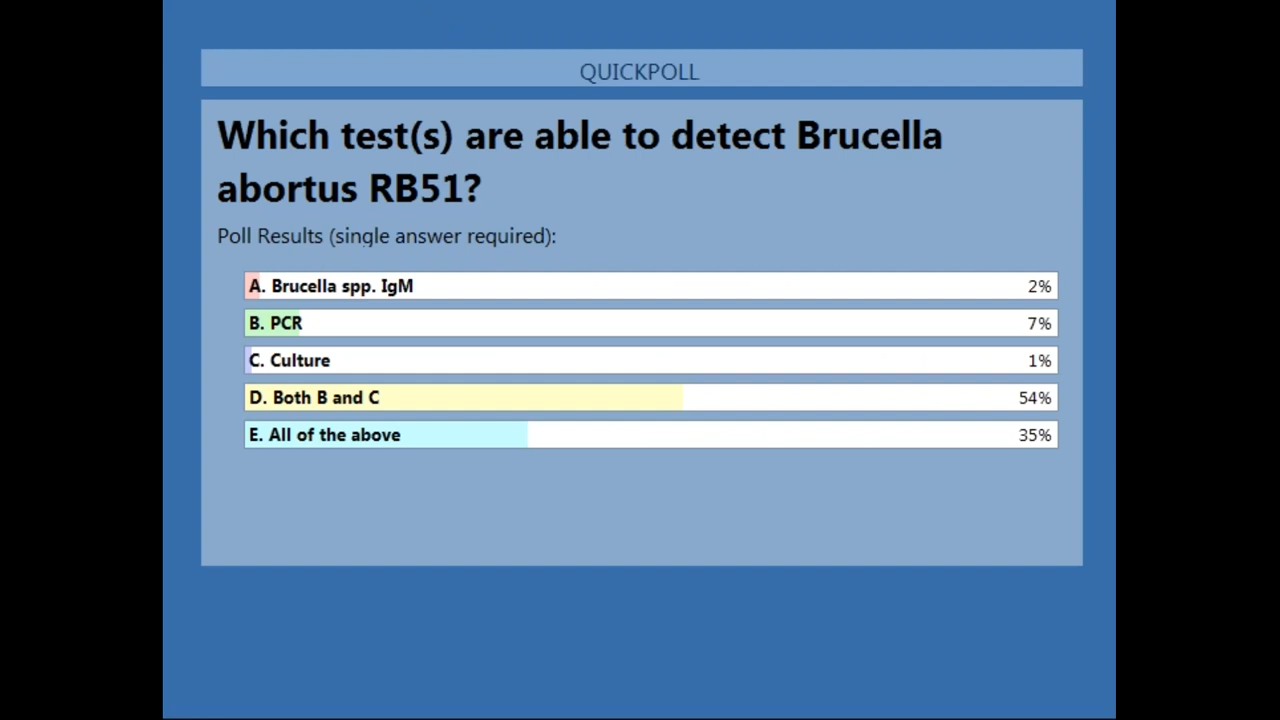 QUICKPOLL
Which test(s) are able to detect Brucella
abortus RB51?
Poll Results (single answer required):
A. Brucella spp. IgM 2%
B. PCR 7%
C. Culture 1%
D. Both B and C 54%
E. All of the above 35%